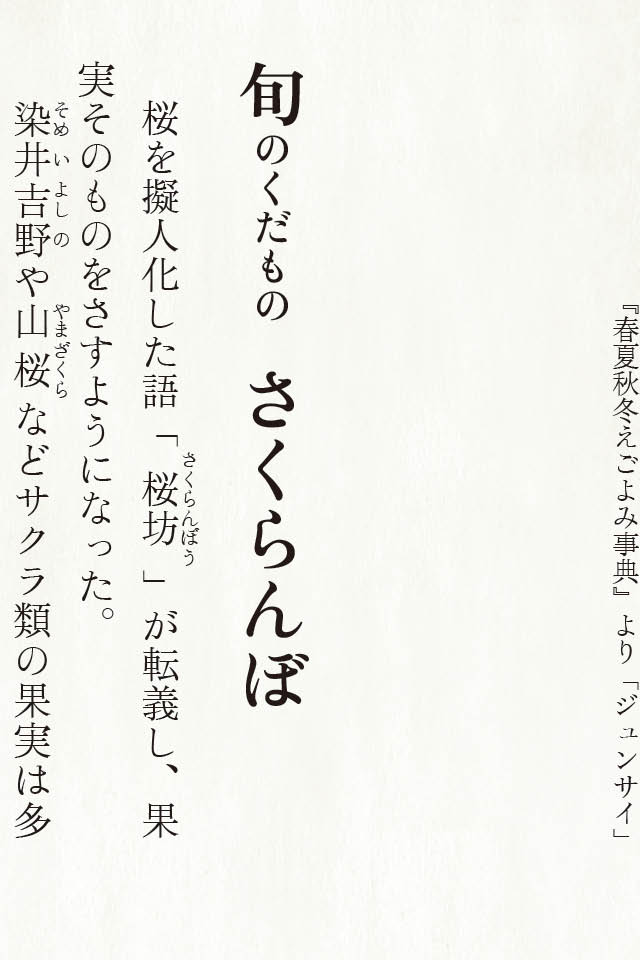 『春夏秋冬えごよみ事典』より「ジュンサイ」
旬のくだもの　さくらんぼ
桜を擬人化した語「桜坊」が転義し、果
さくらんぼう
実そのものをさすようになった。
染井吉野や山桜などサクラ類の果実は多
そめいよしの　やまざくら